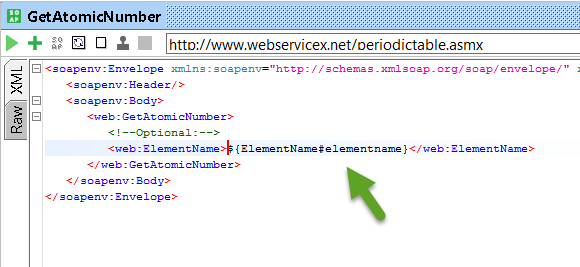 SOAP
GetAtomicNumber
SOAP
http://www.webservicex.net/periodictable.asmx
XML
Raw
<soapenv:Envelope xmlns:soapenv="http://schemas.xmlsoap.org/soap/envelope/"
<soapenv:Header/>
<soapenv:Body>
<web:GetAtomicNumber>
<!--Optional:-->
<web:ElementName>${ElementName#elementname}</web:ElementName>
</web:GetAtomicNumber>
</soapenv:Body>
</soapenv:Envelope>